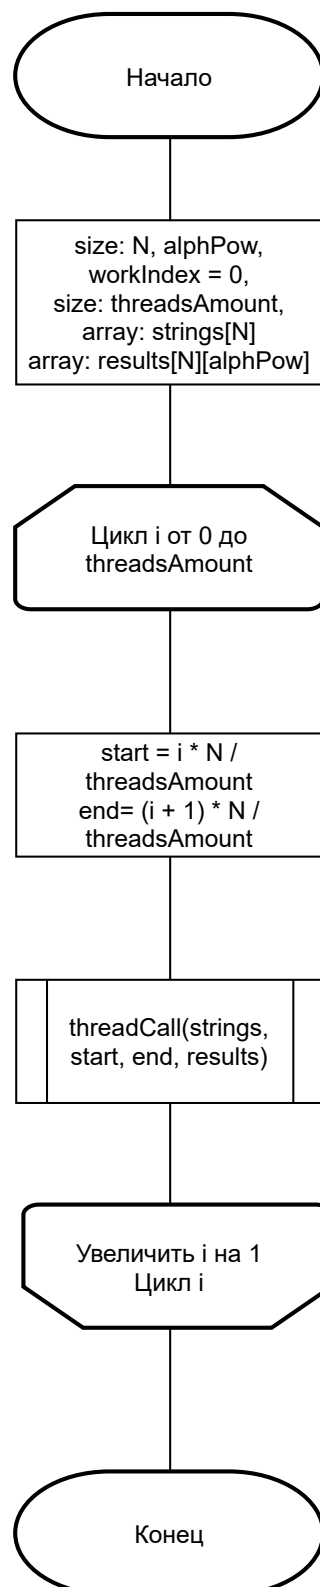 Начало
size: N, alphPow,
workIndex = 0,
size: threadsAmount,
array: strings[N]
array: results[N][alphPow]
Цикл i от 0 до
threadsAmount
start = i * N /
threadsAmount
end= (i + 1) * N /
threadsAmount
threadCall(strings,
start, end, results)
Увеличить i на 1
Цикл i
Конец